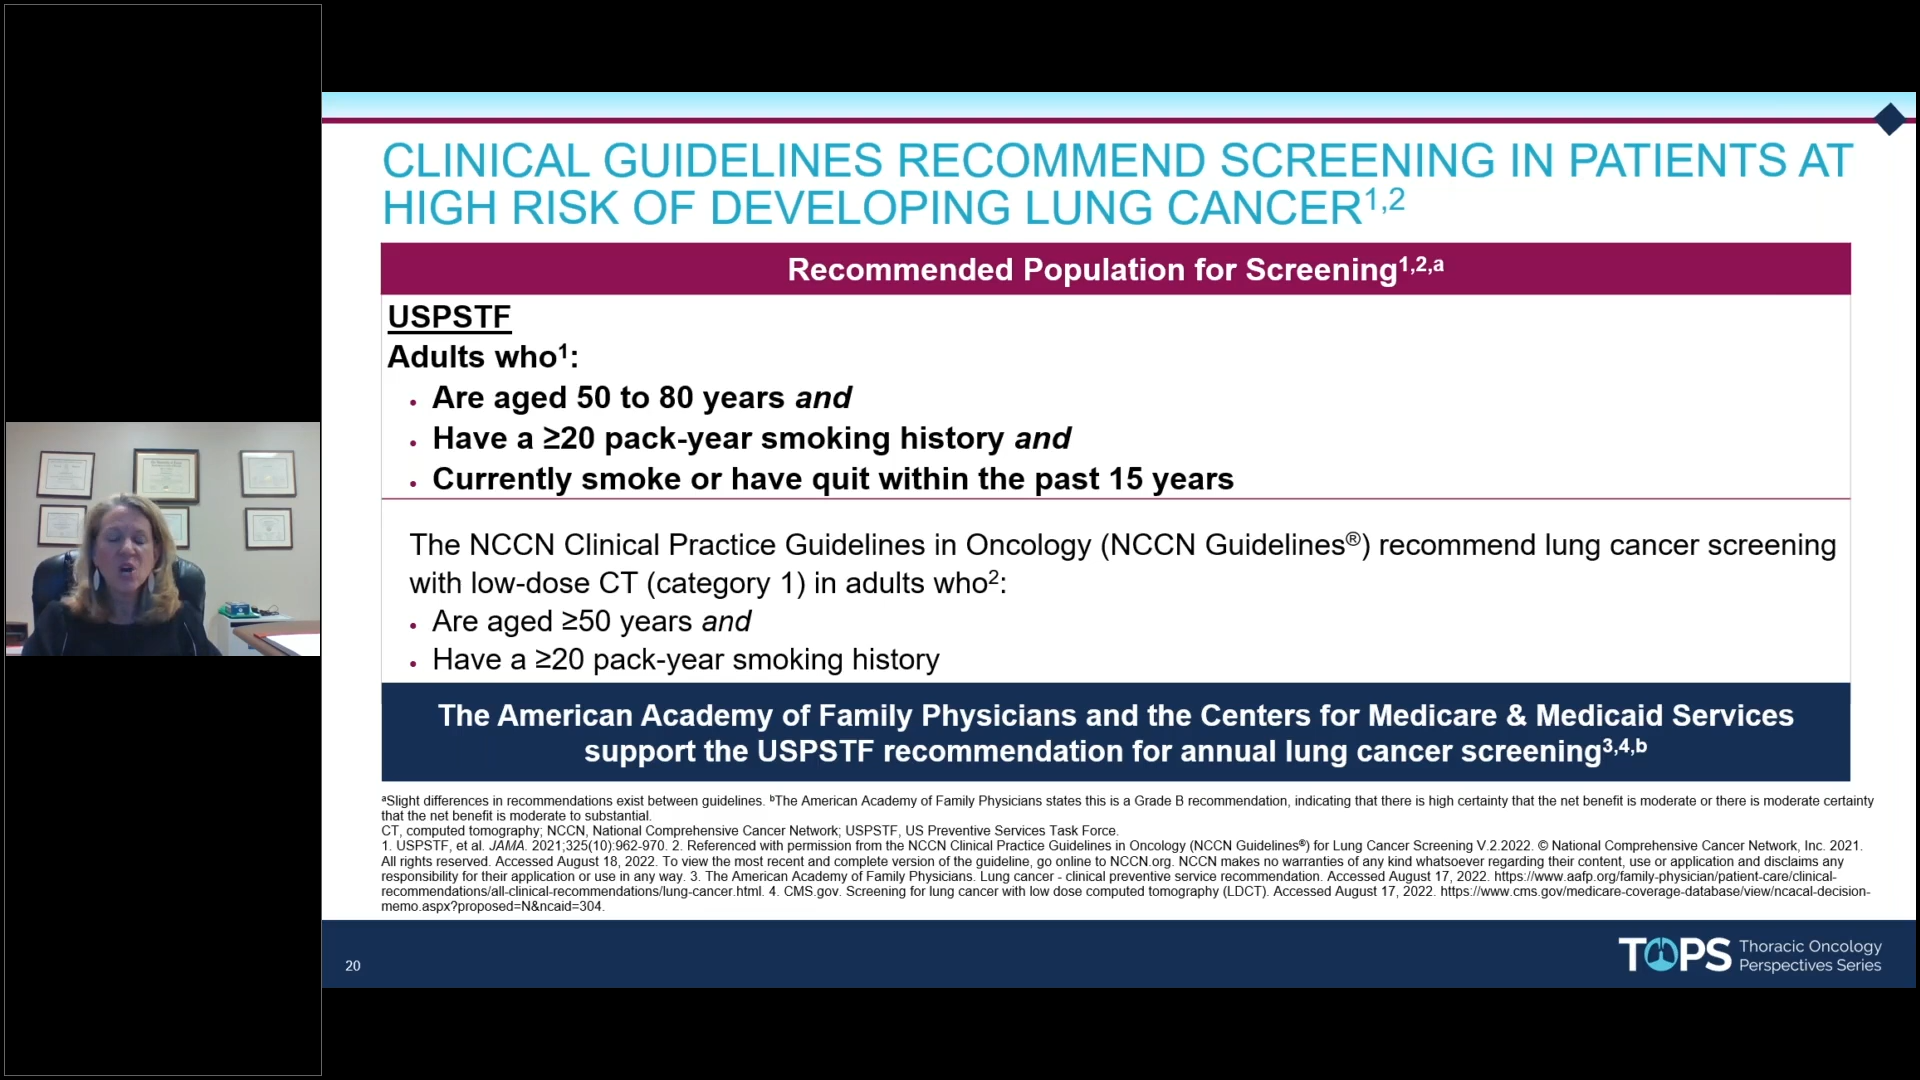 CLINICAL GUIDELINES RECOMMEND SCREENING IN PATIENTS AT
HIGH RISK OF DEVELOPING LUNG CANCER1,2
Recommended Population for Screening1,2,a
USPSTF
Adults who1:
• Are aged 50 to 80 years and
• Have a ≥20 pack-year smoking history and
• Currently smoke or have quit within the past 15 years
The NCCN Clinical Practice Guidelines in Oncology (NCCN Guidelines®) recommend lung cancer screening
with low-dose CT (category 1) in adults who2:
• Are aged ≥50 years and
• Have a ≥20 pack-year smoking history
The American Academy of Family Physicians and the Centers for Medicare & Medicaid Services
support the USPSTF recommendation for annual lung cancer screening3,4,b
aSlight differences in recommendations exist between guidelines. bThe American Academy of Family Physicians states this is a Grade B recommendation, indicating that there is high certainty that the net benefit is moderate or there is moderate certainty
that the net benefit is moderate to substantial.
CT, computed tomography; NCCN, National Comprehensive Cancer Network; USPSTF, US Preventive Services Task Force.
1. USPSTF, et al. JAMA. 2021;325(10):962-970. 2. Referenced with permission from the NCCN Clinical Practice Guidelines in Oncology (NCCN Guidelines®) for Lung Cancer Screening V.2.2022. © National Comprehensive Cancer Network, Inc. 2021.
All rights reserved. Accessed August 18, 2022. To view the most recent and complete version of the guideline, go online to NCCN.org. NCCN makes no warranties of any kind whatsoever regarding their content, use or application and disclaims any
responsibility for their application or use in any way. 3. The American Academy of Family Physicians. Lung cancer - clinical preventive service recommendation. Accessed August 17, 2022. https://www.aafp.org/family-physician/patient-care/clinical-
recommendations/all-clinical-recommendations/lung-cancer.html. 4. CMS.gov. Screening for lung cancer with low dose computed tomography (LDCT). Accessed August 17, 2022. https://www.cms.gov/medicare-coverage-database/view/ncacal-decision-
memo.aspx?proposed=N&ncaid=304.
20
TOPS Thoracic Oncology
Perspectives Series